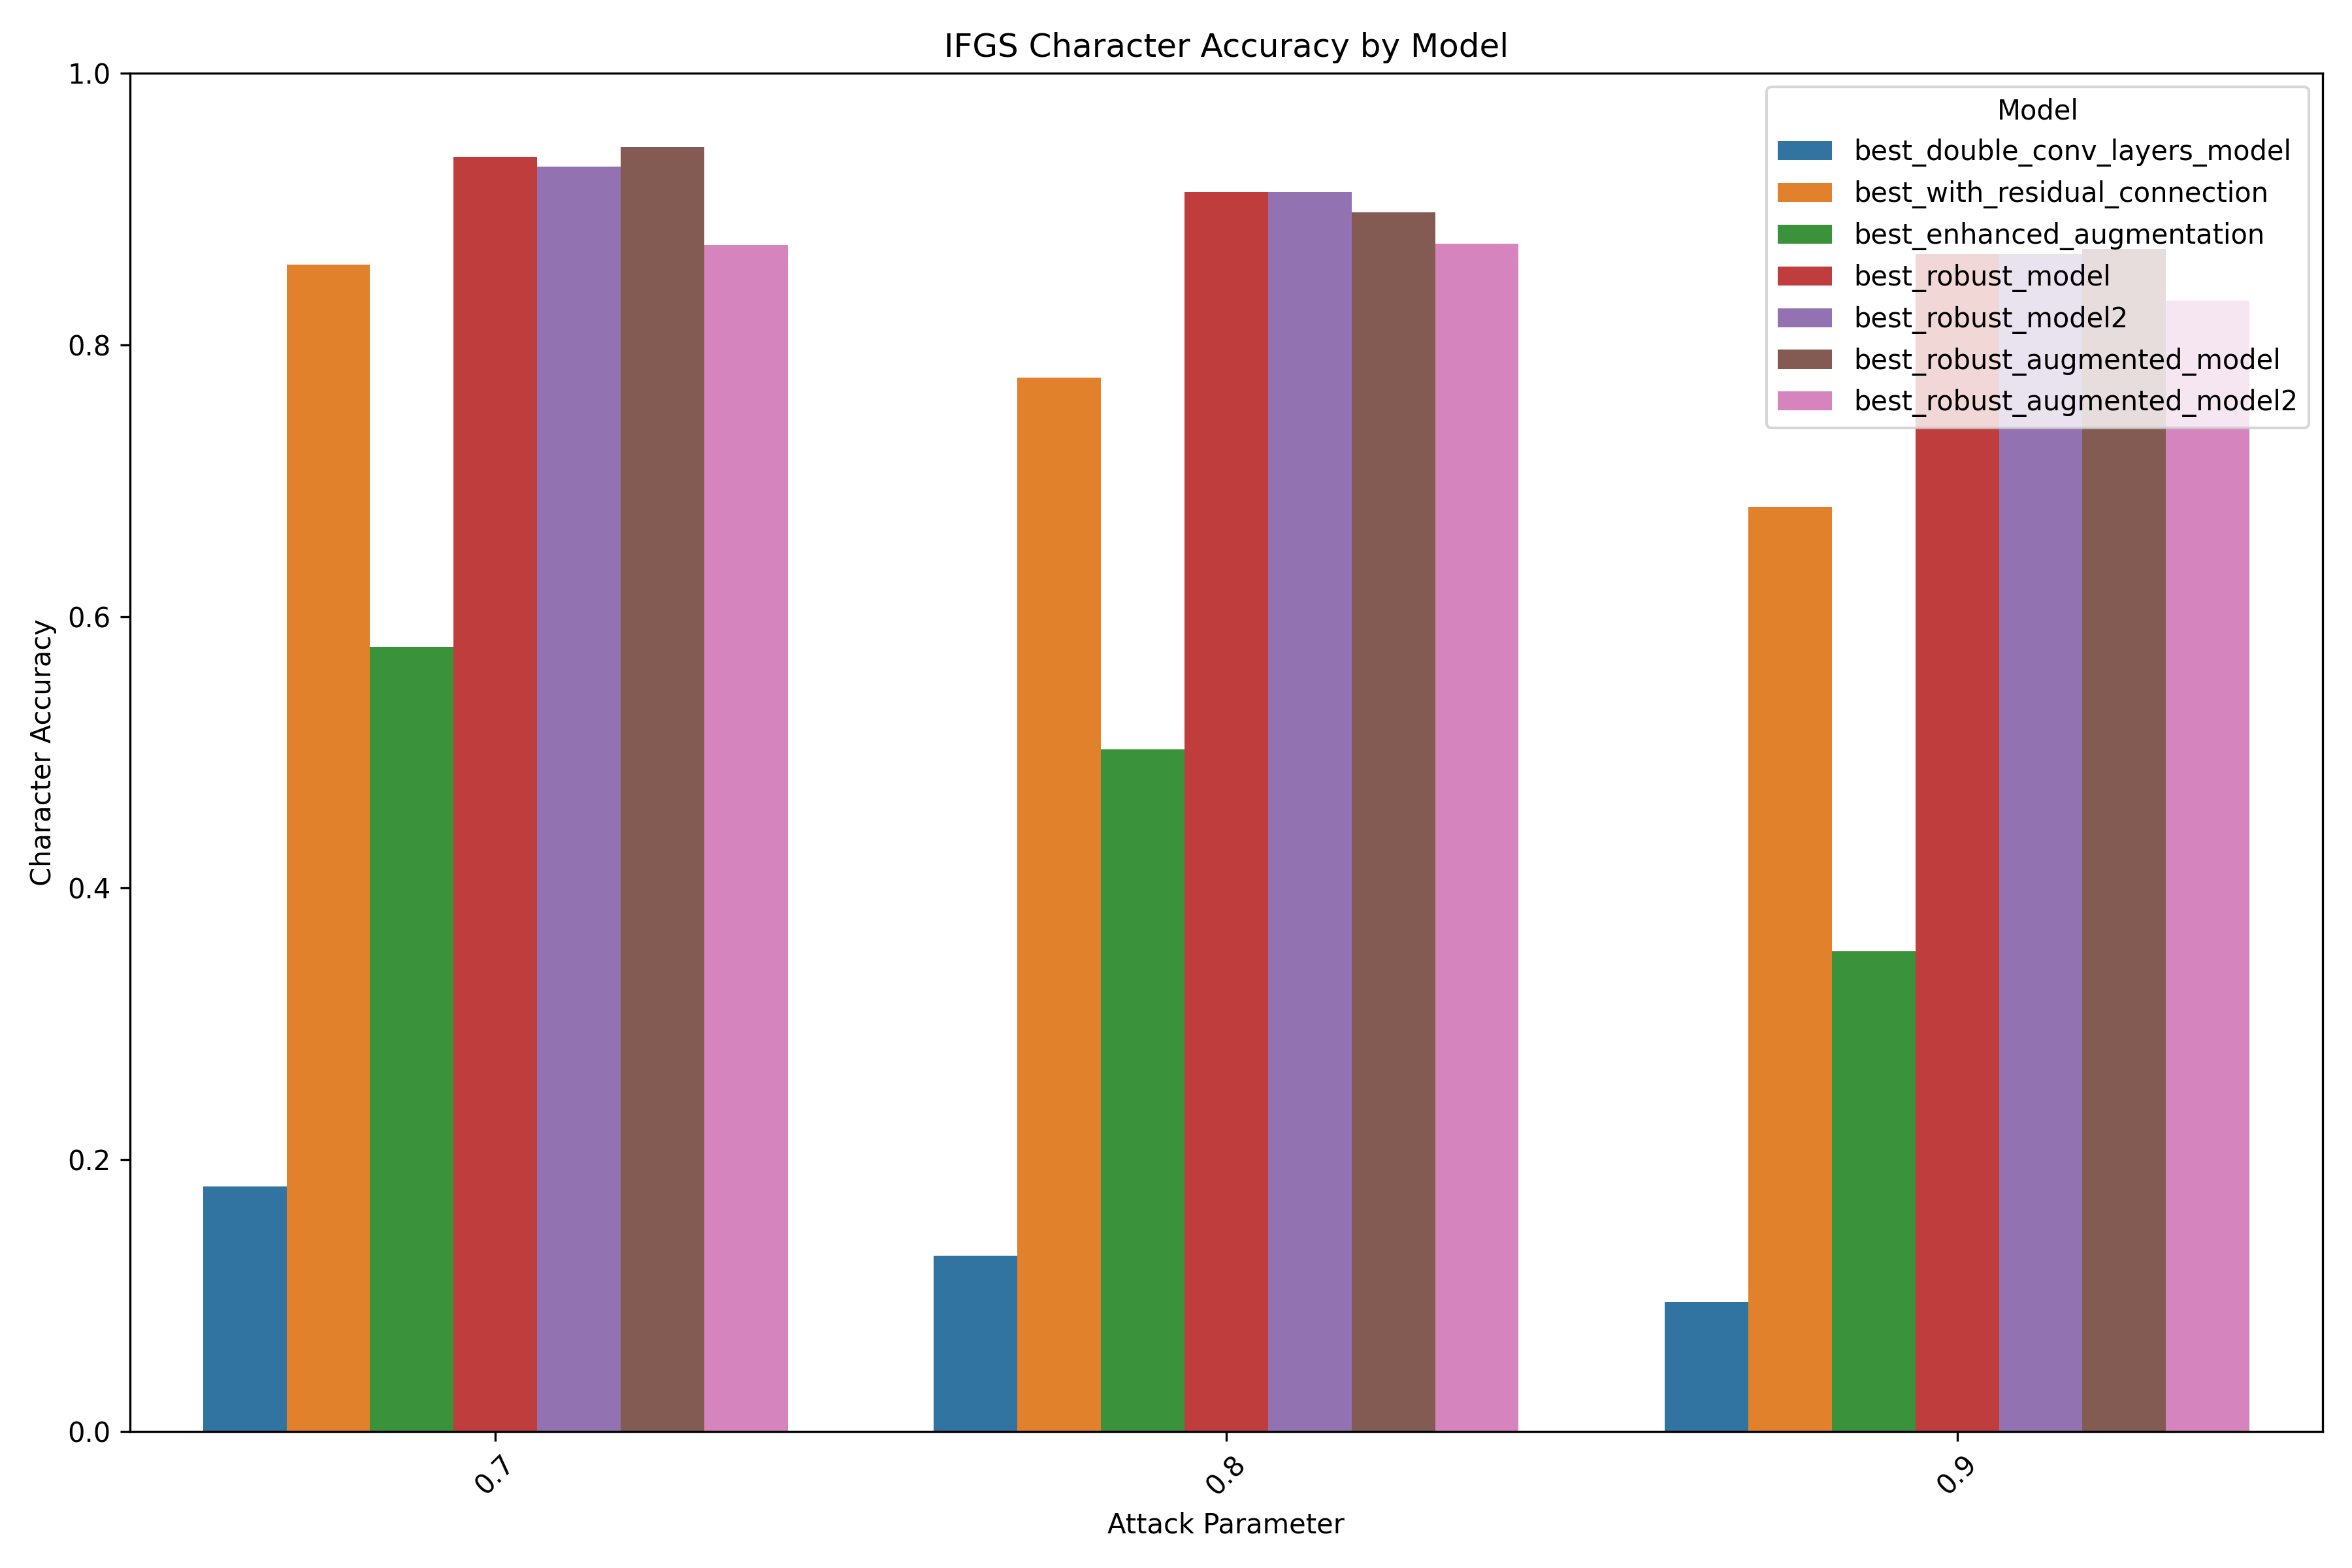 IFGS Character Accuracy by Model
Character Accuracy
1.0
0.8
0.6
0.4
0.2
0.0
Model
best_double_conv_layers_model
best_with_residual_connection
best_enhanced_augmentation
best_robust_model
best_robust_model2
best_robust_augmented_model
best_robust_augmented_model2
0.7
0.8
0.9
Attack Parameter